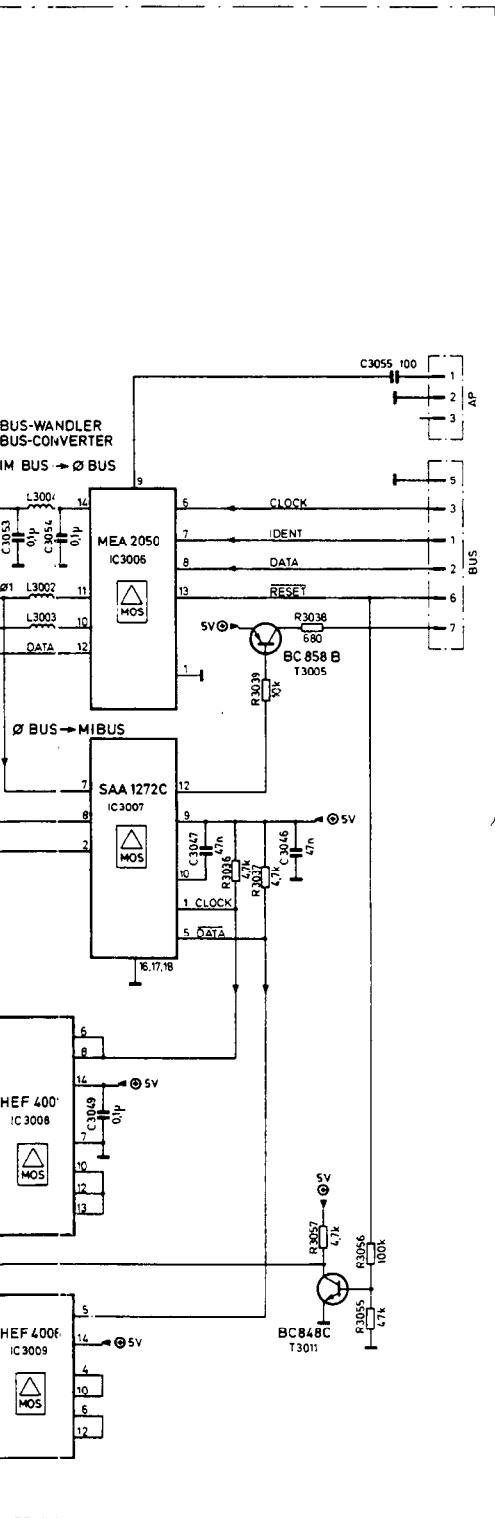 C3055 100
1
2
3
AP
BUS-WANDLER
BUS-CONVERTER
IM BUS → Ø BUS
9
5
3
1
2
6
7
BUS
14
6 CLOCK
7 IDENT
8 DATA
13 RESET
C3053
0,1µ
C3054
0,1µ
MEA 2050
IC3006
MOS
Ø1 L3002
11
L3003
10
DATA 12
1
5V
R3038
680
BC 858 B
T3005
R3039
10k
Ø BUS → MIBUS
7
8
2
SAA 1272C
IC3007
MOS
12
9
5V
C3047
47n
R3036
4,7k
R3037
4,7k
C3046
47n
10
1 CLOCK
5 DATA
16,17,18
6
8
14
5V
HEF 400
IC3008
MOS
C3049
0,1µ
7
10
12
13
5V
R3057
4,7k
R3056
100k
R3055
47k
BC848C
T3011
5
HEF 400
14
5V
IC3009
MOS
4
10
6
12